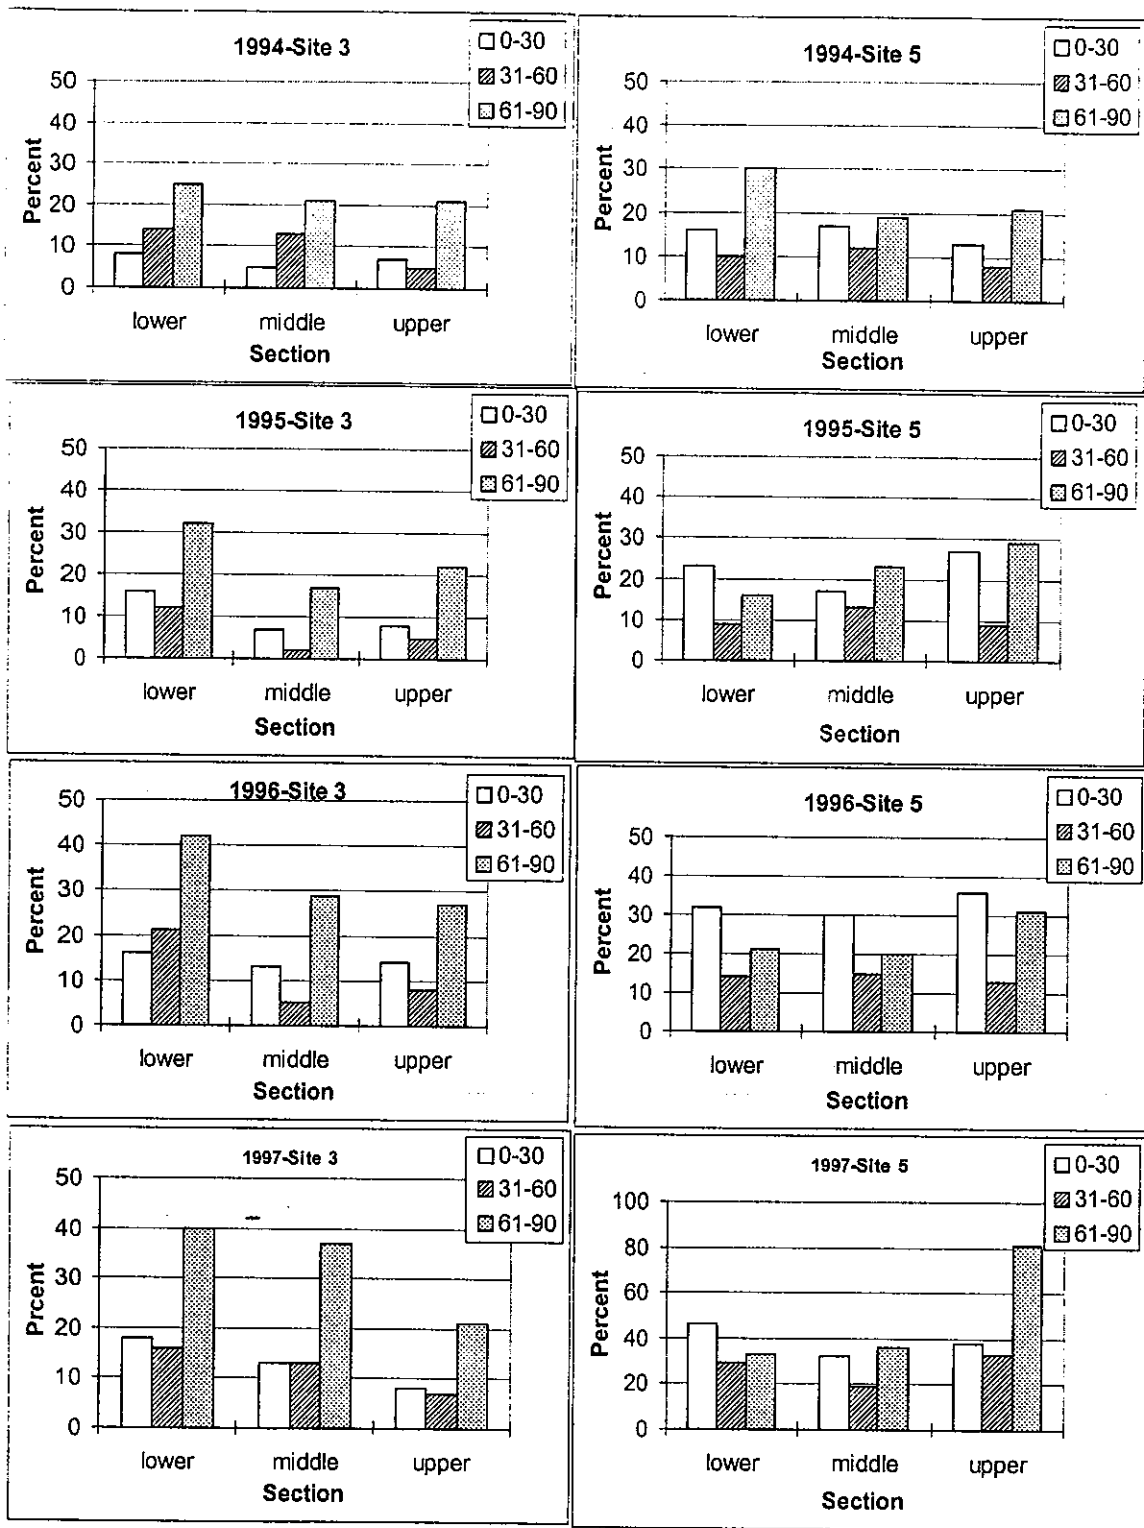 1994-Site 3
0-30
31-60
61-90
50
40
30
20
10
0
Percent
lower middle upper
Section
1994-Site 5
0-30
31-60
61-90
50
40
30
20
10
0
Percent
lower middle upper
Section
1995-Site 3
0-30
31-60
61-90
50
40
30
20
10
0
Percent
lower middle upper
Section
1995-Site 5
0-30
31-60
61-90
50
40
30
20
10
0
Percent
lower middle upper
Section
1996-Site 3
0-30
31-60
61-90
50
40
30
20
10
0
Percent
lower middle upper
Section
1996-Site 5
0-30
31-60
61-90
50
40
30
20
10
0
Percent
lower middle upper
Section
1997-Site 3
0-30
31-60
61-90
50
40
30
20
10
0
Prcent
lower middle upper
Section
1997-Site 5
0-30
31-60
61-90
100
80
60
40
20
0
Percent
lower middle upper
Section